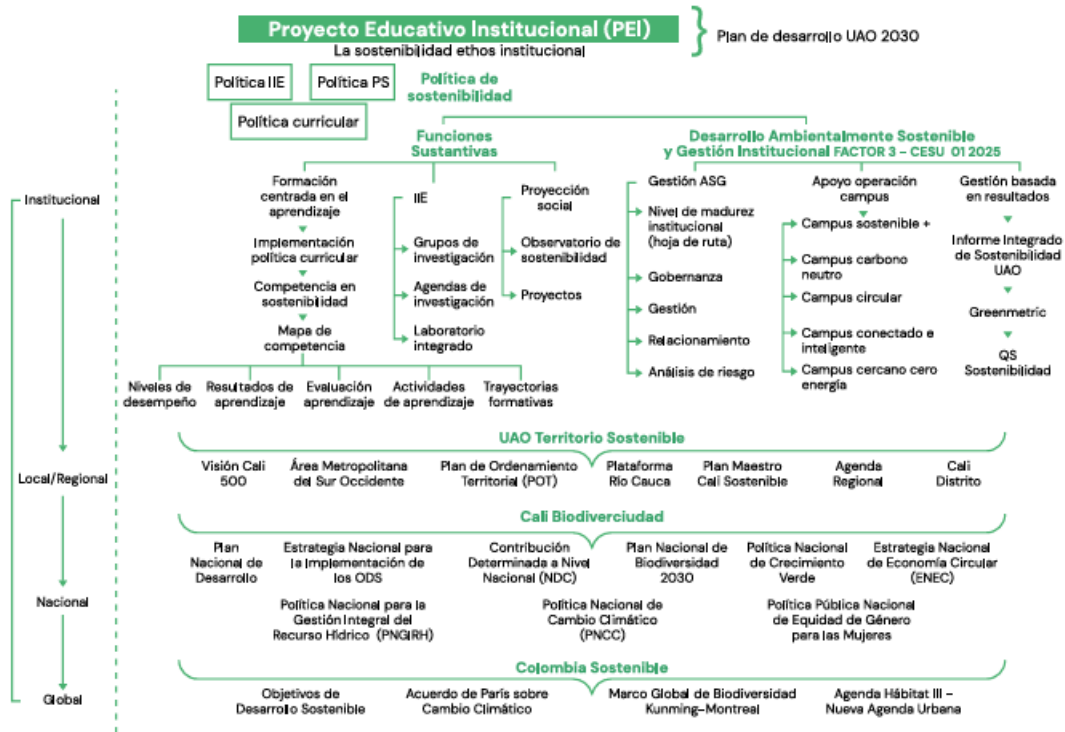 Proyecto Educativo Institucional (PEI)
La sostenibilidad ethos institucional
Plan de desarrollo UAO 2030
Política IIE
Política PS
Política curricular
Política de
sostenibilidad
Funciones
Sustantivas
Desarrollo Ambientalmente Sostenible
y Gestión Institucional FACTOR 3 – CESU 01 2025
Institucional
Local/Regional
Nacional
Global
Formación
centrada en el
aprendizaje
Implementación
política curricular
Competencia en
sostenibilidad
Mapa de
competencia
Niveles de
desempeño
Resultados de
aprendizaje
Evaluación
aprendizaje
Actividades
de aprendizaje
Trayectorias
formativas
IIE
Grupos de
investigación
Agendas de
investigación
Laboratorio
integrado
Proyección
social
Observatorio de
sostenibilidad
Proyectos
Gestión ASG
Nivel de madurez
institucional
(hoja de ruta)
Gobernanza
Gestión
Relacionamiento
Análisis de riesgo
Apoyo operación
campus
Campus sostenible +
Campus carbono
neutro
Campus circular
Campus conectado e
inteligente
Campus cercano cero
energía
Gestión basada
en resultados
Informe Integrado
de Sostenibilidad
UAO
Greenmetric
QS
Sostenibilidad
UAO Territorio Sostenible
Visión Cali
500
Área Metropolitana
del Sur Occidente
Plan de Ordenamiento
Territorial (POT)
Plataforma
Río Cauca
Plan Maestro
Cali Sostenible
Agenda
Regional
Cali
Distrito
Cali Biodiverciudad
Plan
Nacional de
Desarrollo
Estrategia Nacional para
la Implementación de
los ODS
Contribución
Determinada a Nivel
Nacional (NDC)
Plan Nacional de
Biodiversidad
2030
Política Nacional
de Crecimiento
Verde
Estrategia Nacional
de Economía Circular
(ENEC)
Política Nacional para la
Gestión Integral del
Recurso Hídrico (PNGIRH)
Política Nacional de
Cambio Climático
(PNCC)
Política Pública Nacional
de Equidad de Género
para las Mujeres
Colombia Sostenible
Objetivos de
Desarrollo Sostenible
Acuerdo de París sobre
Cambio Climático
Marco Global de Biodiversidad
Kunming-Montreal
Agenda Hábitat III –
Nueva Agenda Urbana